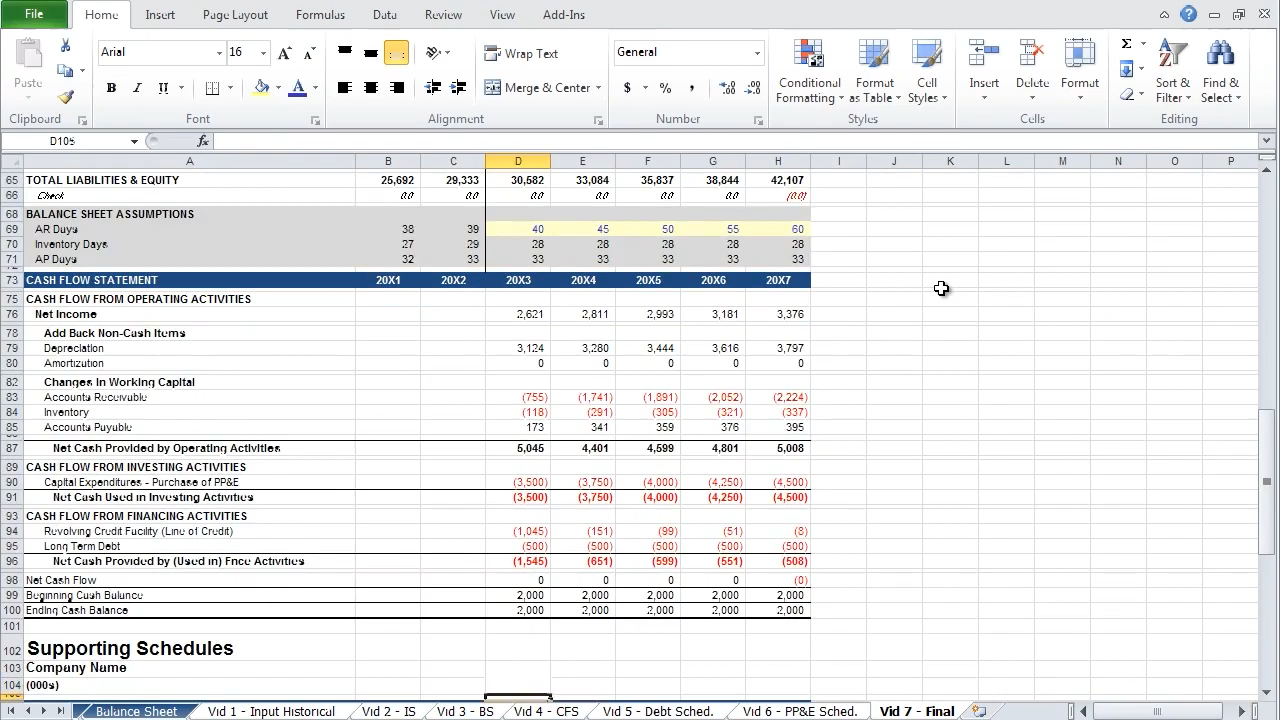 File Home Insert Page Layout Formulas Data Review View Add-Ins
Paste Arial 16 Wrap Text General Conditional Formatting Format as Table Cell Styles Insert Delete Format Sort & Filter Find & Select
B I U Merge & Center $ % ,
Clipboard Font Alignment Number Styles Cells Editing
D105 fx
A B C D E F G H I J K L M N O P
65 TOTAL LIABILITIES & EQUITY 25,692 29,333 30,582 33,084 35,837 38,844 42,107
66 Check 0.0 0.0 0.0 0.0 0.0 0.0 (0.0)
68 BALANCE SHEET ASSUMPTIONS
69 AR Days 38 39 40 45 50 55 60
70 Inventory Days 27 29 28 28 28 28 28
71 AP Days 32 33 33 33 33 33 33
73 CASH FLOW STATEMENT 20X1 20X2 20X3 20X4 20X5 20X6 20X7
75 CASH FLOW FROM OPERATING ACTIVITIES
76 Net Income 2,621 2,811 2,993 3,181 3,376
78 Add Back Non-Cash Items
79 Depreciation 3,124 3,280 3,444 3,616 3,797
80 Amortization 0 0 0 0 0
82 Changes in Working Capital
83 Accounts Receivable (755) (1,741) (1,891) (2,052) (2,224)
84 Inventory (118) (291) (305) (321) (337)
85 Accounts Payable 173 341 359 376 395
87 Net Cash Provided by Operating Activities 5,045 4,401 4,599 4,801 5,008
89 CASH FLOW FROM INVESTING ACTIVITIES
90 Capital Expenditures - Purchase of PP&E (3,500) (3,750) (4,000) (4,250) (4,500)
91 Net Cash Used in Investing Activities (3,500) (3,750) (4,000) (4,250) (4,500)
93 CASH FLOW FROM FINANCING ACTIVITIES
94 Revolving Credit Facility (Line of Credit) (1,045) (151) (99) (51) (8)
95 Long Term Debt (500) (500) (500) (500) (500)
96 Net Cash Provided by (Used in) Fnce Activities (1,545) (651) (599) (551) (508)
98 Net Cash Flow 0 0 0 0 (0)
99 Beginning Cash Balance 2,000 2,000 2,000 2,000 2,000
100 Ending Cash Balance 2,000 2,000 2,000 2,000 2,000
101
102 Supporting Schedules
103 Company Name
104 (000s)
Balance Sheet Vid 1 - Input Historical Vid 2 - IS Vid 3 - BS Vid 4 - CFS Vid 5 - Debt Sched. Vid 6 - PP&E Sched. Vid 7 - Final